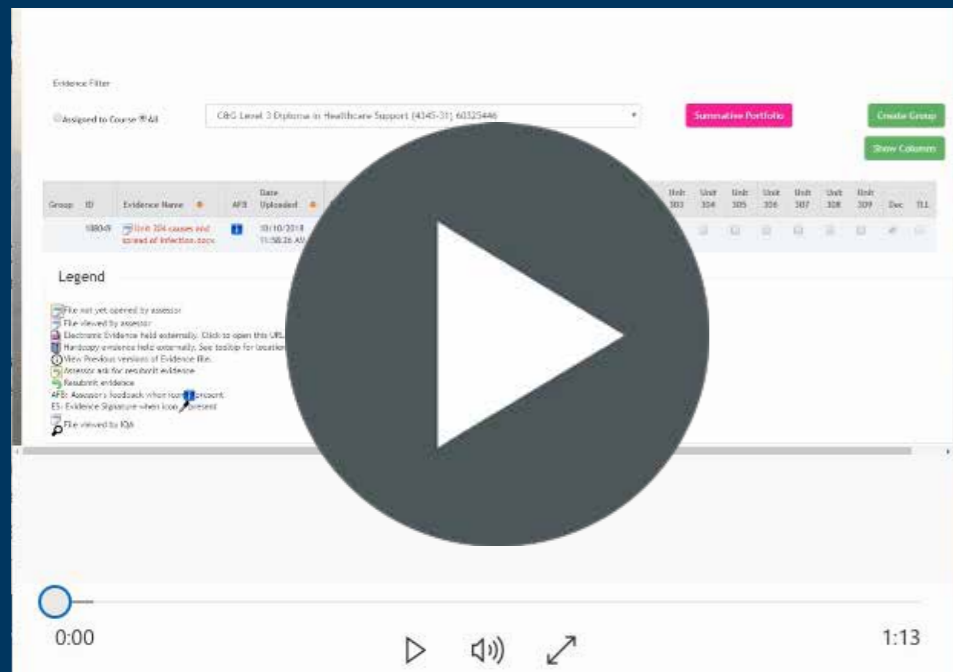 Evidence Filter
Assigned to Course All
C&G Level 3 Diploma in Healthcare Support (4345-31) 60325446
Summative Portfolio
Create Group
Show Columns
Group ID Evidence Name AFB Date Uploaded Unit 303 Unit 304 Unit 305 Unit 306 Unit 307 Unit 308 Unit 309 Dec
188049 Unit 304 causes and spread of infection.docx 10/10/2018 11:58:26 AM
Legend
File not yet opened by assessor
File viewed by assessor
Electronic Evidence held externally. Click to open this URL.
Hardcopy evidence held externally. See tooltip for location
View Previous versions of Evidence file.
Assessor ask for resubmit evidence
Resubmit evidence
AFB: Assessor's feedback when icon present
ES: Evidence Signature when icon present
File viewed by IQA
0:00
1:13